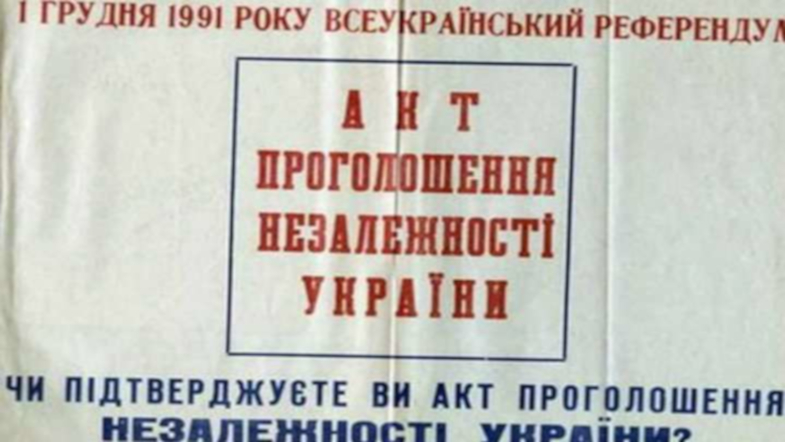 1 ГРУДНЯ 1991 РОКУ ВСЕУКРАЇНСЬКИЙ РЕФЕРЕНДУМ
АКТ
ПРОГОЛОШЕННЯ
НЕЗАЛЕЖНОСТІ
УКРАЇНИ
ЧИ ПІДТВЕРДЖУЄТЕ ВИ АКТ ПРОГОЛОШЕННЯ
НЕЗАЛЕЖНОСТІ УКРАЇНИ?